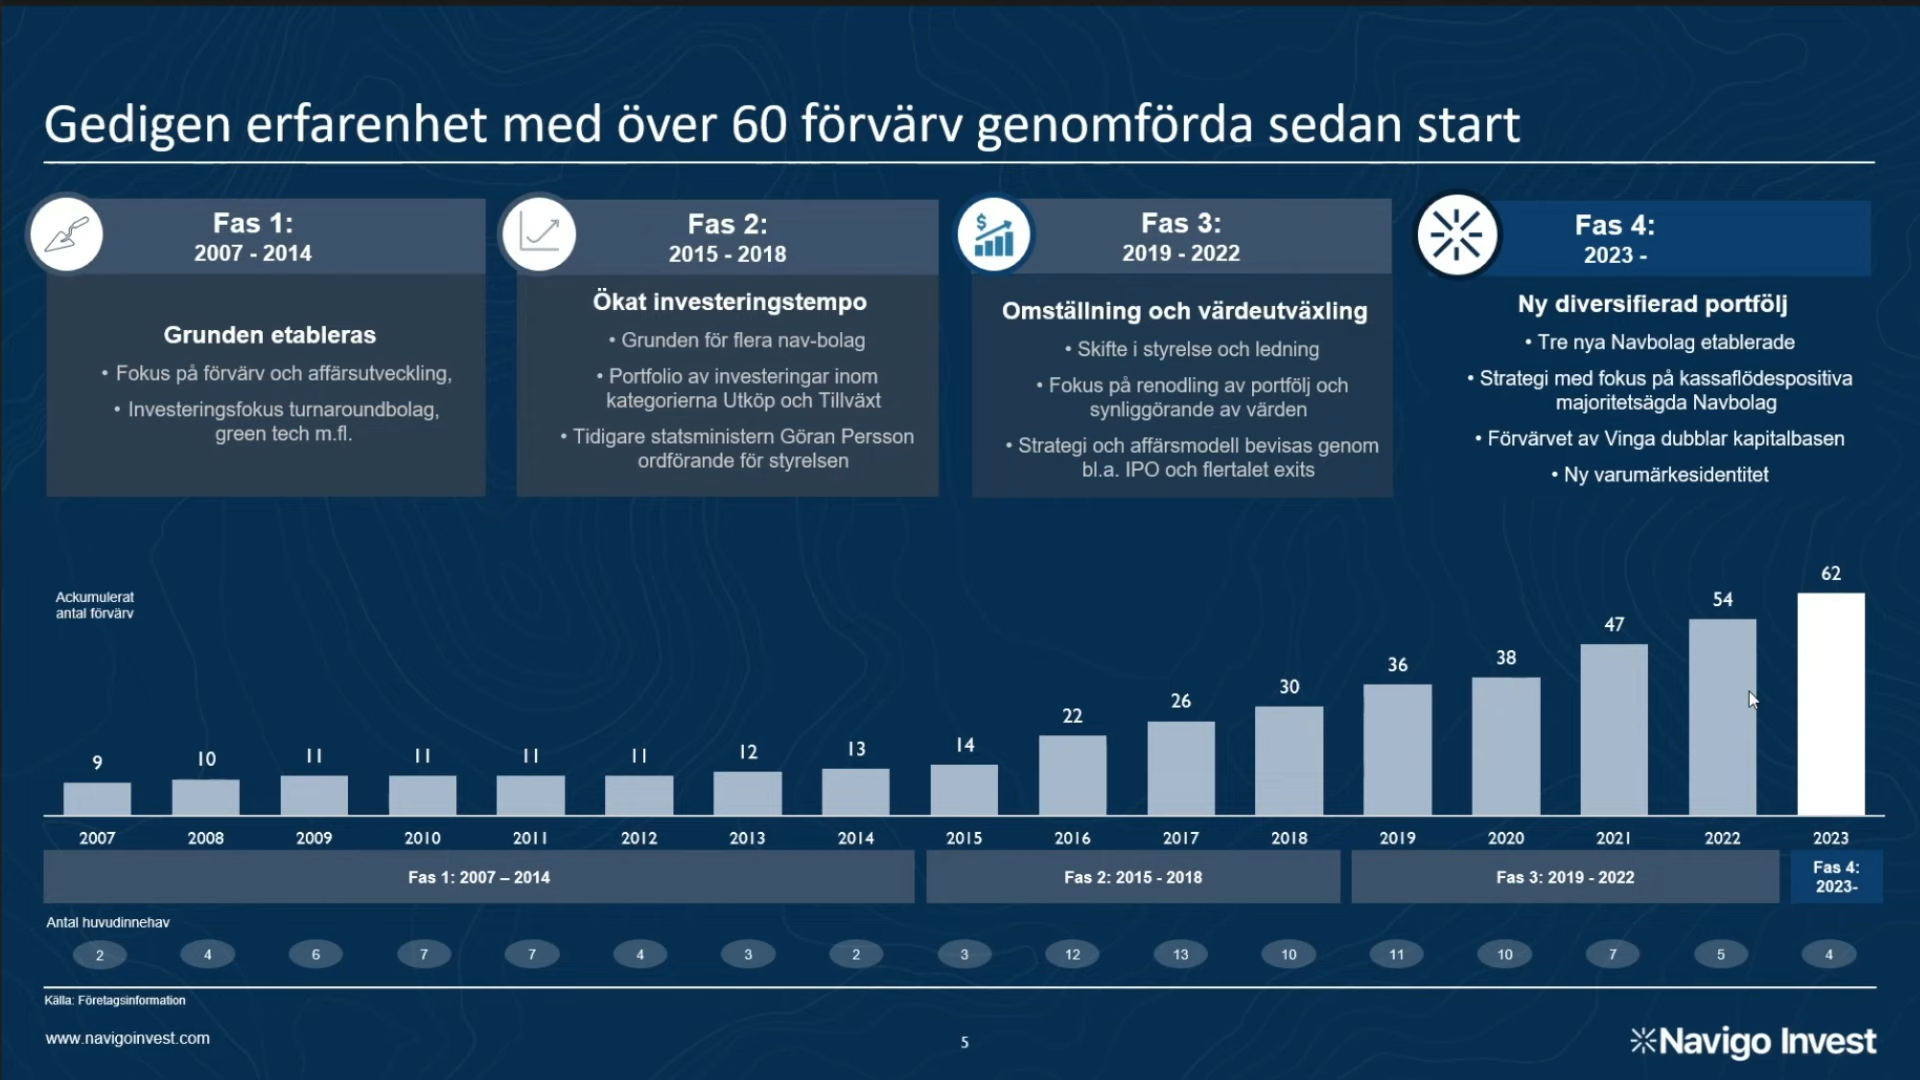 Gedigen erfarenhet med över 60 förvärv genomförda sedan start
Fas 1:
2007 - 2014
Grunden etableras
• Fokus på förvärv och affärsutveckling,
• Investeringsfokus turnaroundbolag,
green tech m.fl.
Fas 2:
2015 - 2018
Ökat investeringstempo
• Grunden för flera nav-bolag
• Portfolio av investeringar inom
kategorierna Utköp och Tillväxt
• Tidigare statsministern Göran Persson
ordförande för styrelsen
Fas 3:
2019 - 2022
Omställning och värdeutväxling
• Skifte i styrelse och ledning
• Fokus på renodling av portfölj och
synliggörande av värden
• Strategi och affärsmodell bevisas genom
bl.a. IPO och flertalet exits
Fas 4:
2023 -
Ny diversifierad portfölj
• Tre nya Navbolag etablerade
• Strategi med fokus på kassaflödespositiva
majoritetsägda Navbolag
• Förvärvet av Vinga dubblar kapitalbasen
• Ny varumärkesidentitet
Ackumulerat
antal förvärv
9 10 11 11 11 11 12 13 14 22 26 30 36 38 47 54 62
2007 2008 2009 2010 2011 2012 2013 2014 2015 2016 2017 2018 2019 2020 2021 2022 2023
Fas 1: 2007 – 2014
Fas 2: 2015 - 2018
Fas 3: 2019 - 2022
Fas 4:
2023-
Antal huvudinnehav
2 4 6 7 7 4 3 2 3 12 13 10 11 10 7 5 4
Källa: Företagsinformation
www.navigoinvest.com
5
Navigo Invest